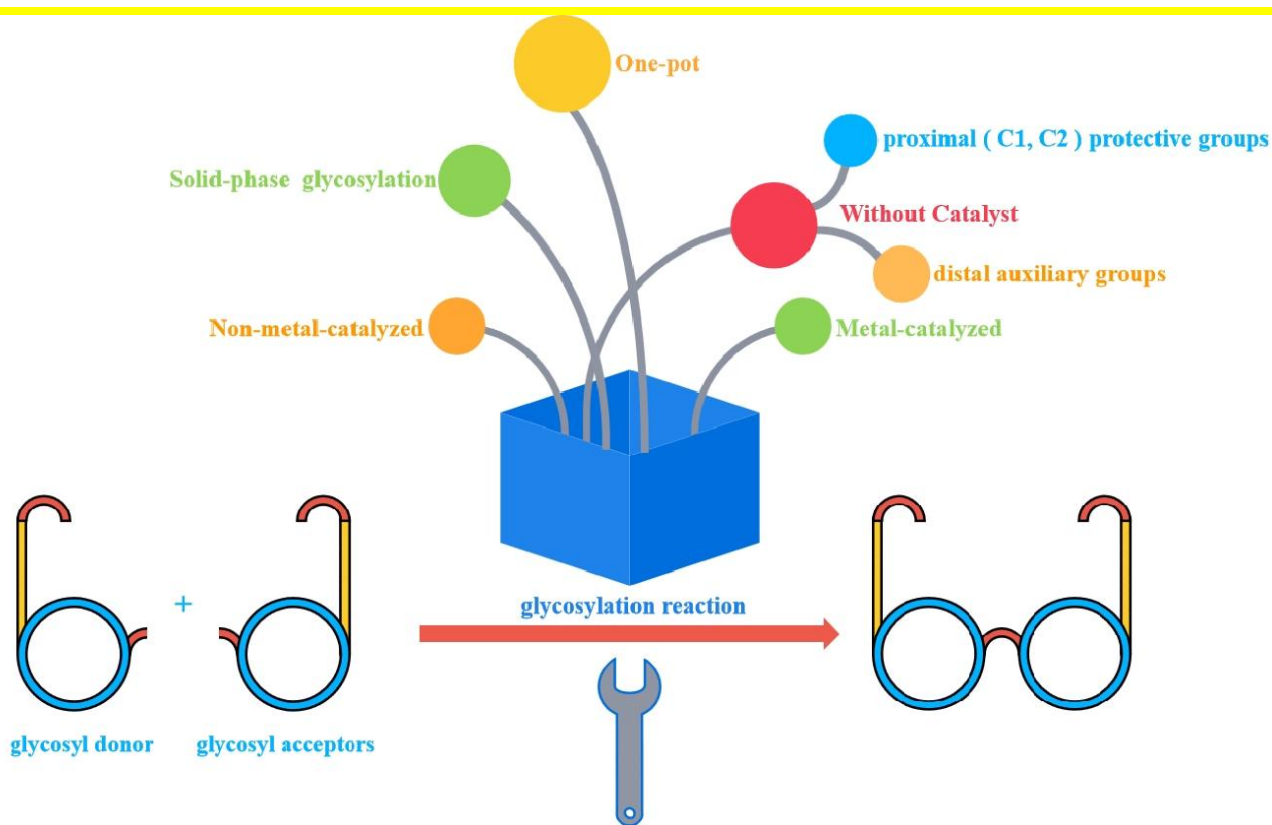 One-pot
proximal ( C1, C2 ) protective groups
Solid-phase glycosylation
Without Catalyst
distal auxiliary groups
Non-metal-catalyzed
Metal-catalyzed
glycosylation reaction
+
glycosyl donor
glycosyl acceptors